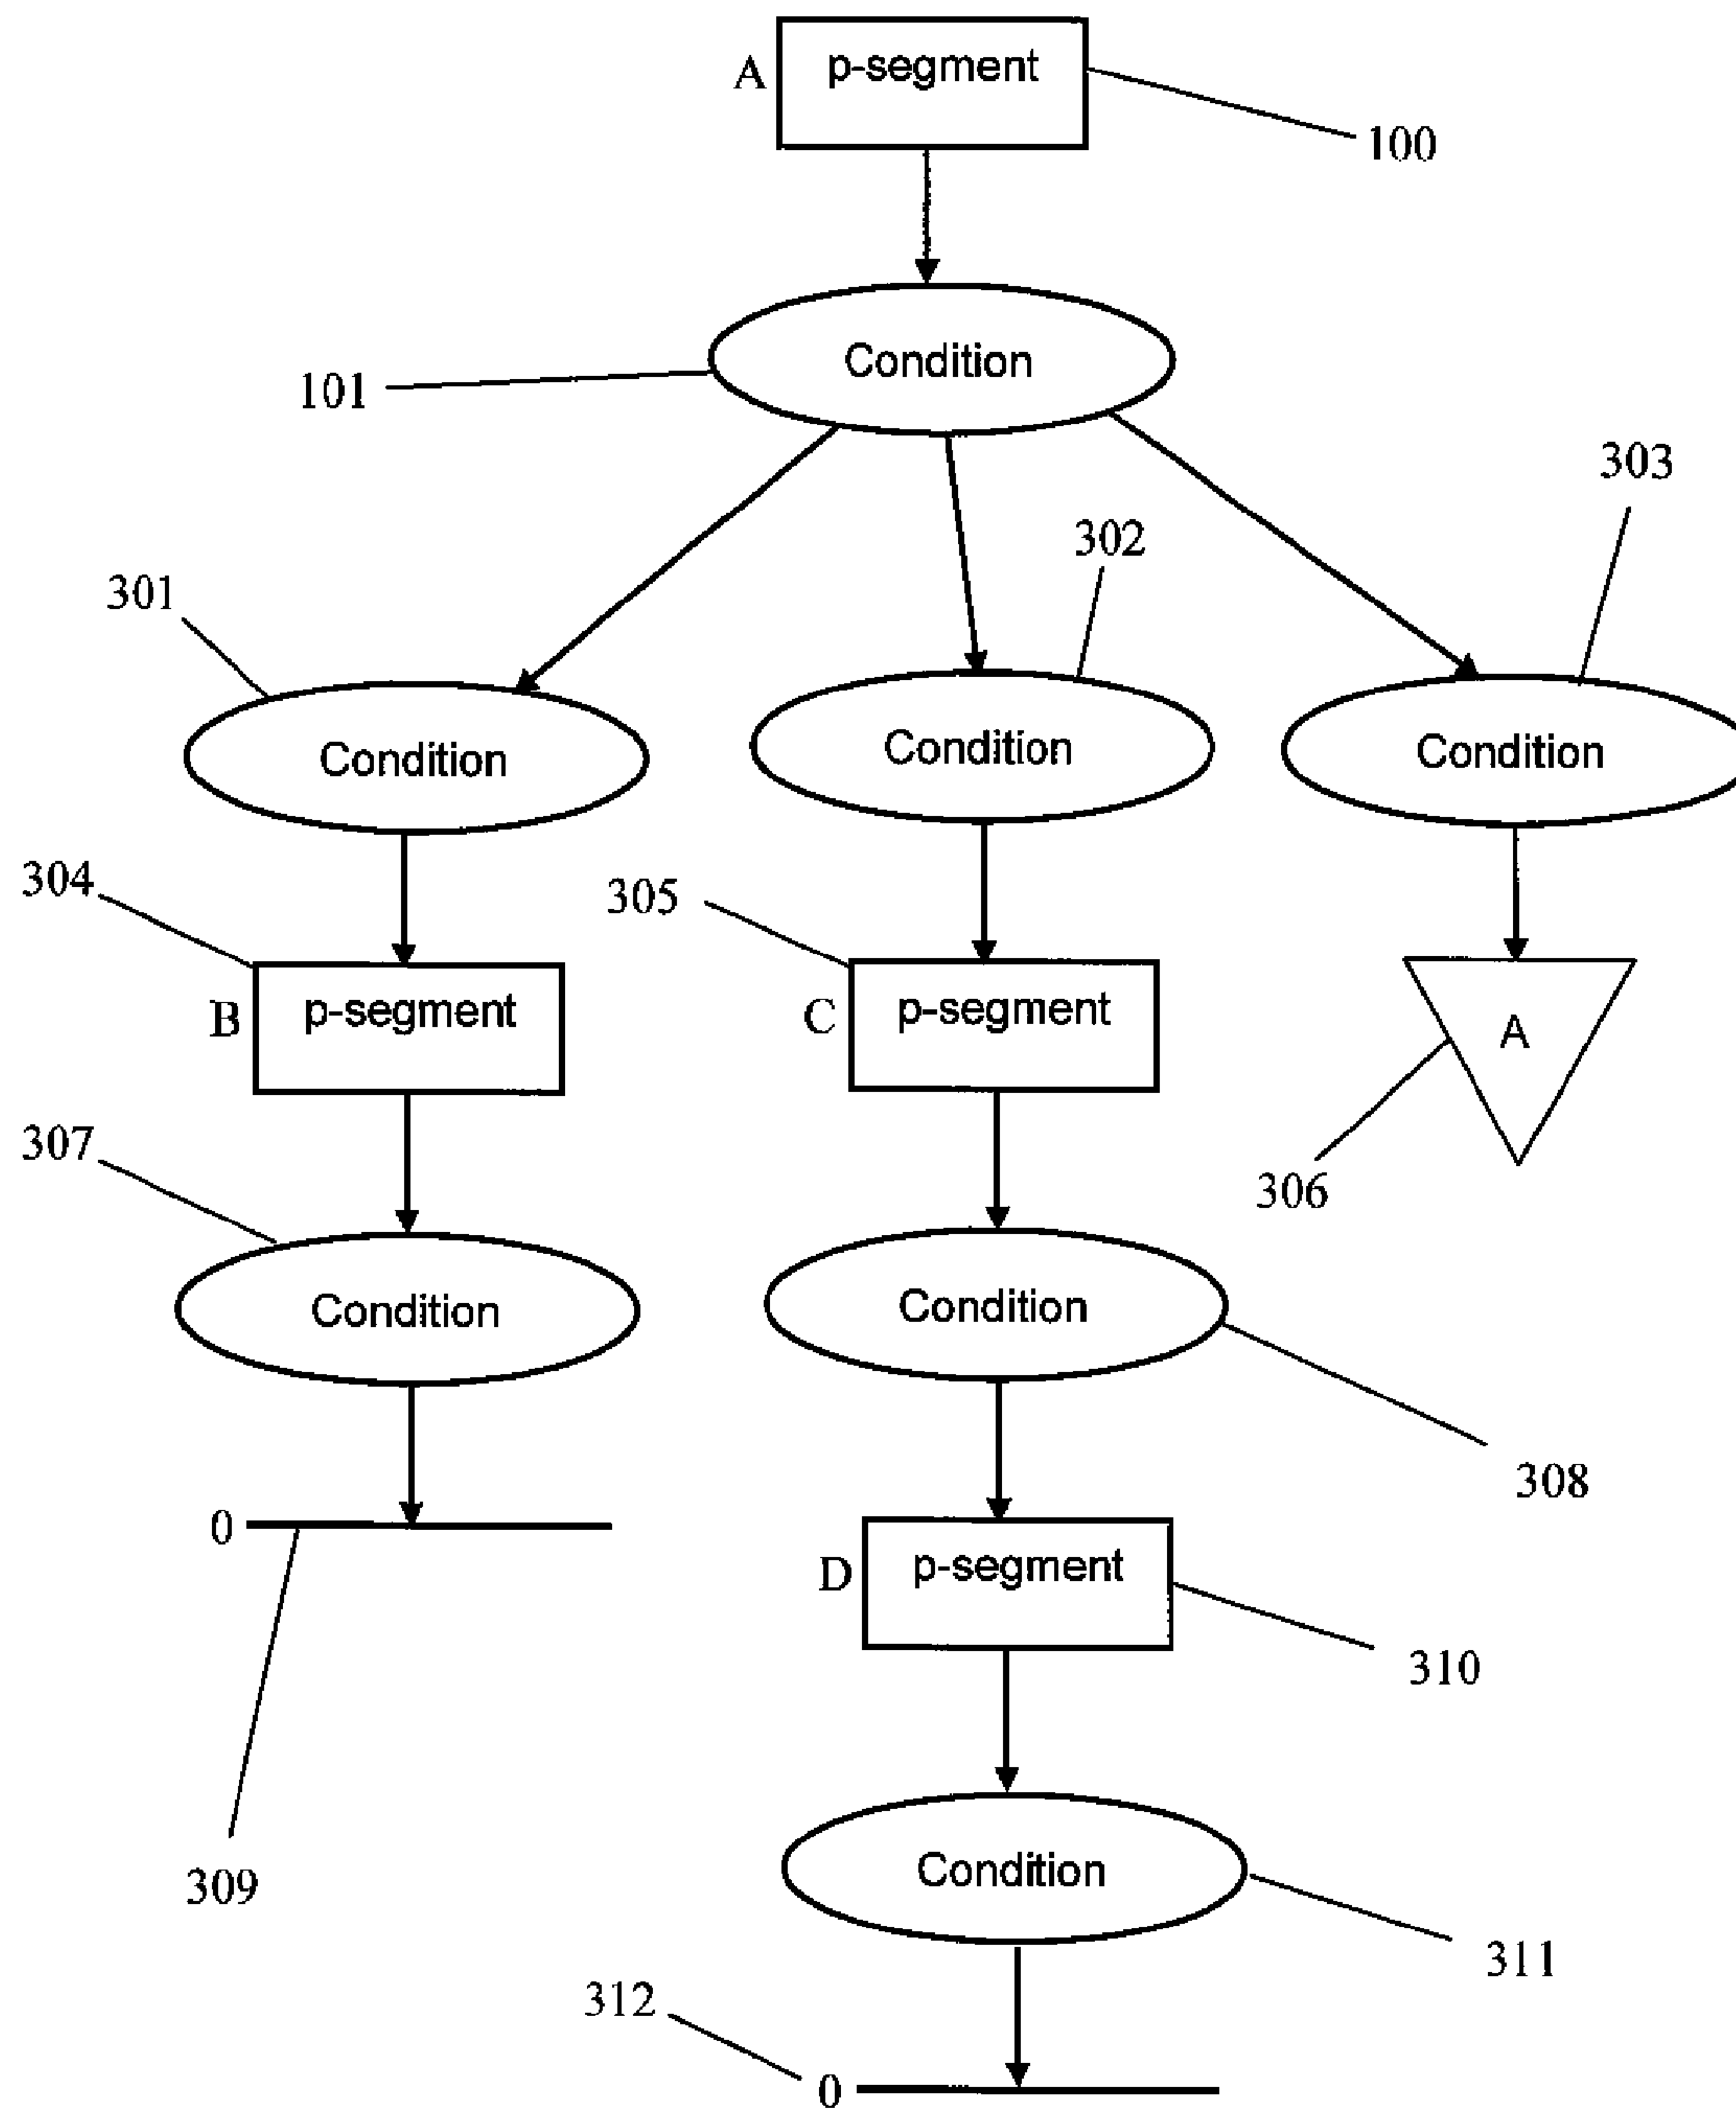 A
p-segment
100
Condition
101
303
302
301
Condition
Condition
Condition
304
305
B
p-segment
C
p-segment
A
307
306
Condition
Condition
308
0
D
p-segment
310
309
Condition
311
312
0